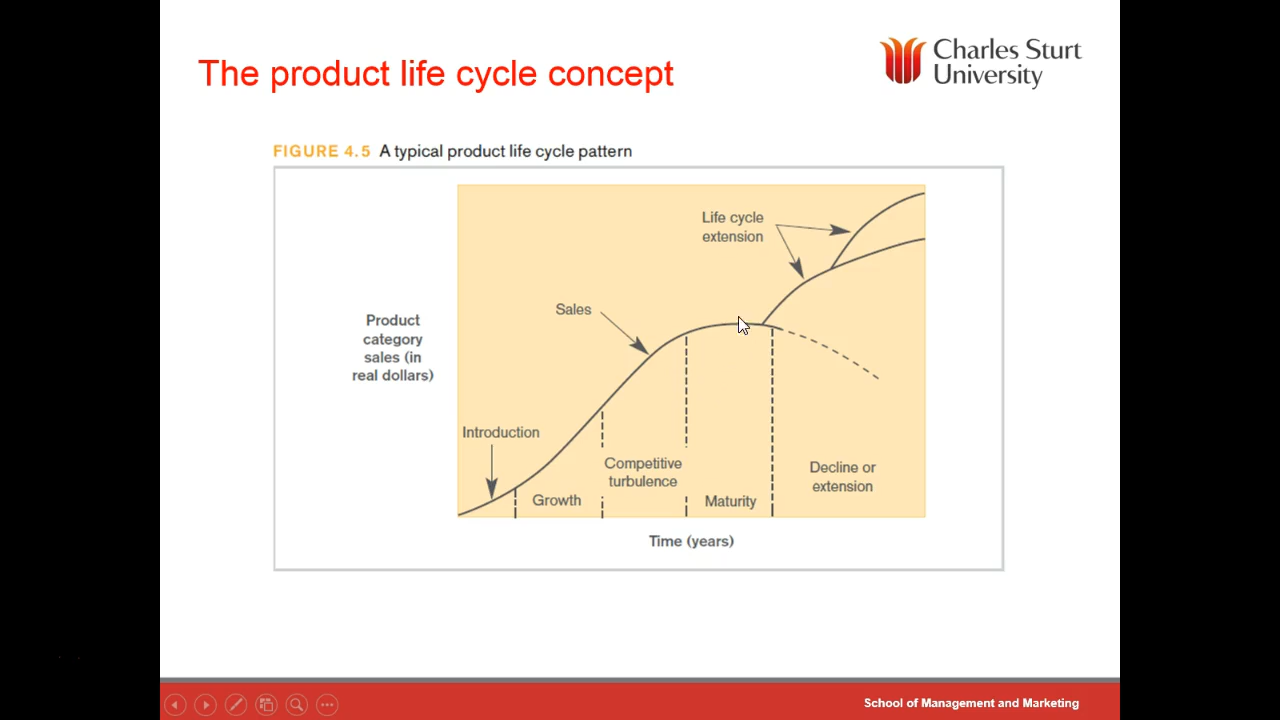 The product life cycle concept
Charles Sturt
University
FIGURE 4.5 A typical product life cycle pattern
Life cycle
extension
Sales
Product
category
sales (in
real dollars)
Introduction
Competitive
turbulence
Decline or
extension
Growth
Maturity
Time (years)
School of Management and Marketing